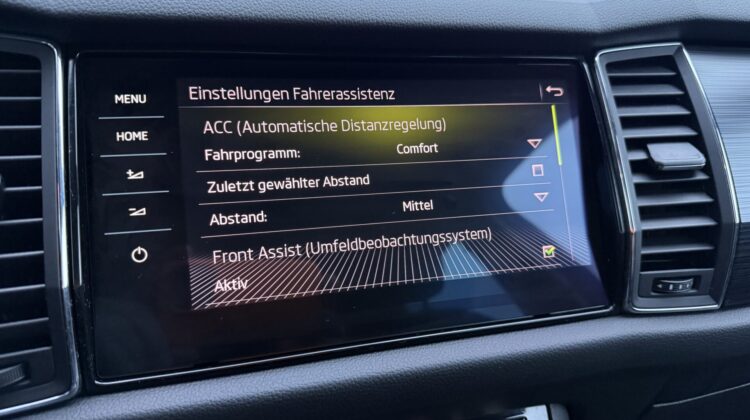 MENU
HOME
Einstellungen Fahrerassistenz
ACC (Automatische Distanzregelung)
Fahrprogramm: Comfort
Zuletzt gewählter Abstand
Abstand: Mittel
Front Assist (Umfeldbeobachtungssystem)
Aktiv